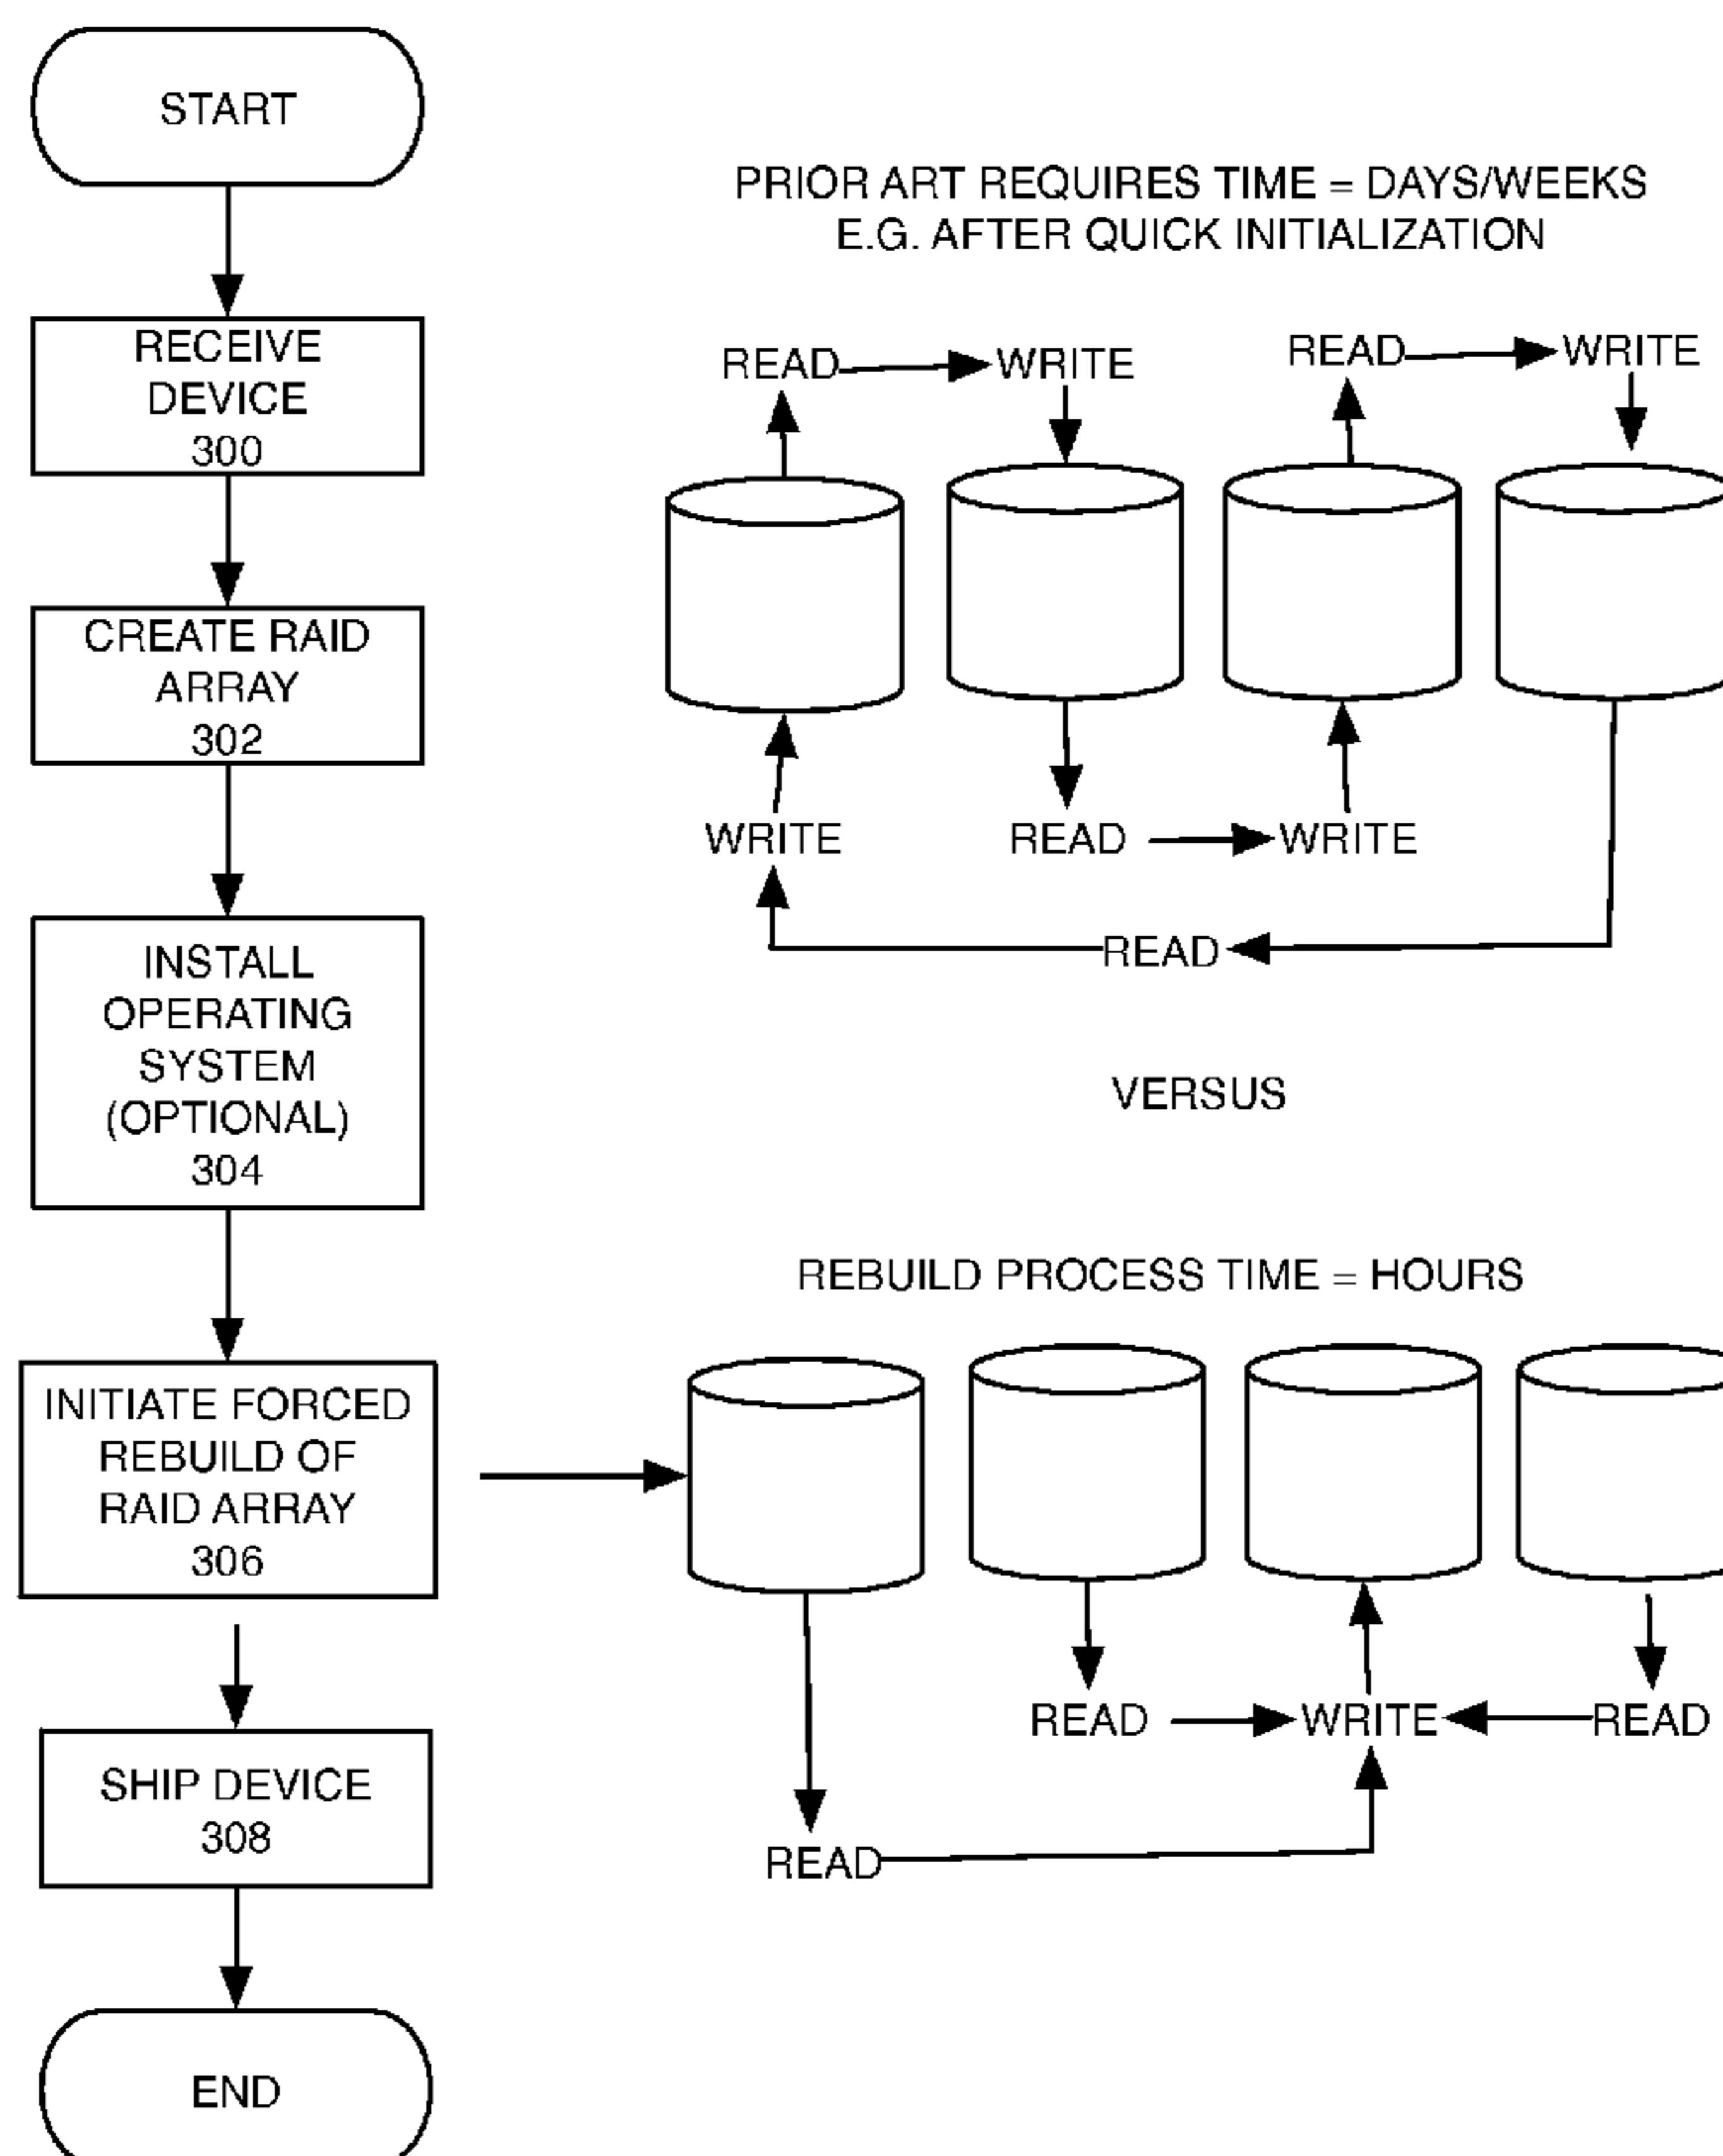 START
RECEIVE
DEVICE
300
CREATE RAID
ARRAY
302
INSTALL
OPERATING
SYSTEM
(OPTIONAL)
304
INITIATE FORCED
REBUILD OF
RAID ARRAY
306
SHIP DEVICE
308
END
PRIOR ART REQUIRES TIME = DAYS/WEEKS
E.G. AFTER QUICK INITIALIZATION
READ WRITE READ WRITE
WRITE READ WRITE
READ
VERSUS
REBUILD PROCESS TIME = HOURS
READ WRITE READ
READ